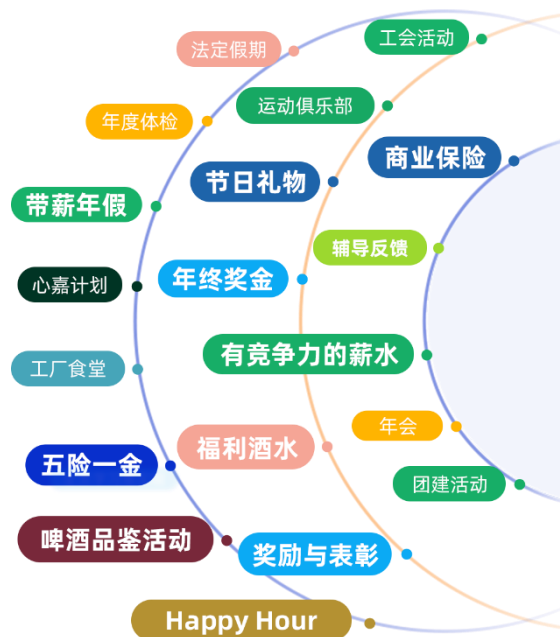 工会活动
法定假期
运动俱乐部
年度体检
商业保险
节日礼物
带薪年假
辅导反馈
年终奖金
心嘉计划
有竞争力的薪水
工厂食堂
年会
福利酒水
五险一金
团建活动
啤酒品鉴活动
奖励与表彰
Happy Hour